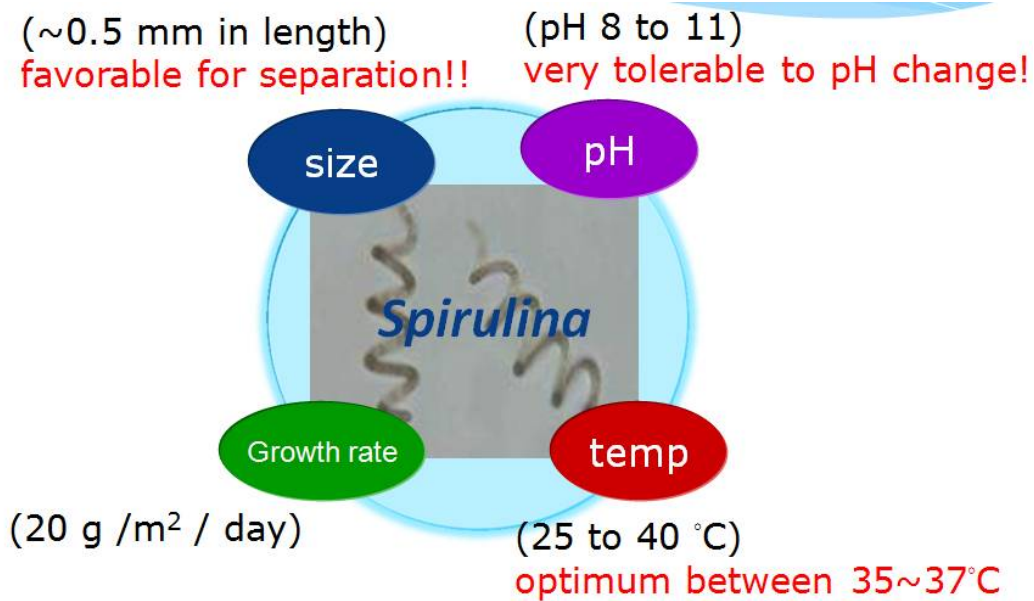 (~0.5 mm in length)
favorable for separation!!
(pH 8 to 11)
very tolerable to pH change!
size
pH
Spirulina
Growth rate
temp
(20 g /m² / day)
(25 to 40 °C)
optimum between 35~37°C